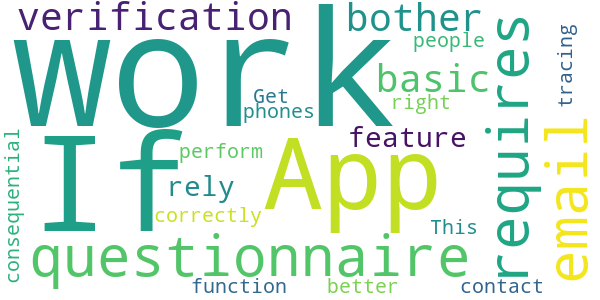 verification
work
bother
people
requires
tracing
basic
Get
phones
right
If
App
feature
email
consequential
perform
rely
correctly
This
questionnaire
function
better
contact